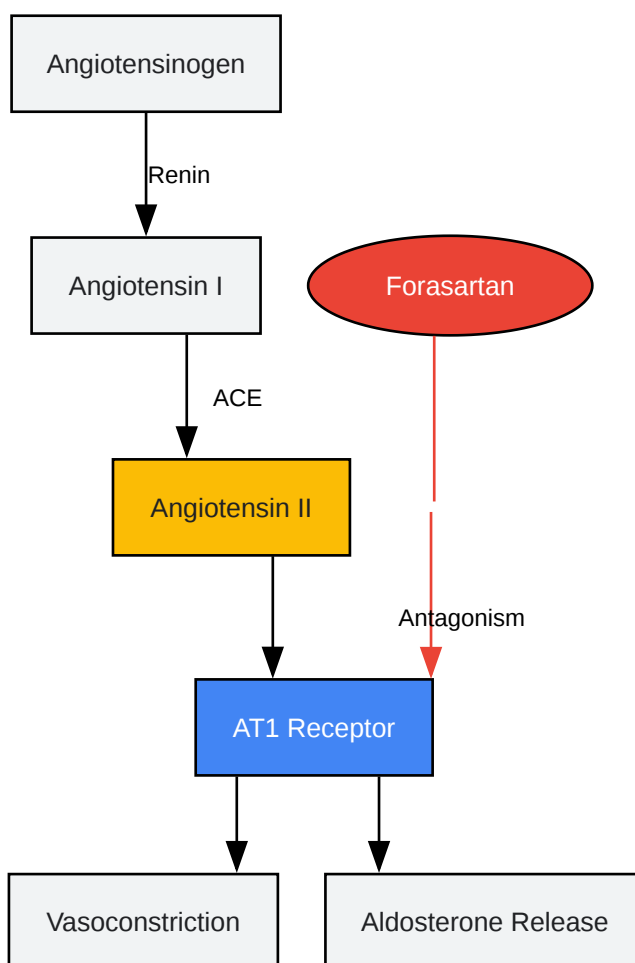 Angiotensinogen
Renin
Angiotensin I
Forasartan
ACE
Angiotensin II
Antagonism
AT1 Receptor
Vasoconstriction
Aldosterone Release